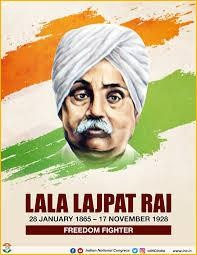 LALA LAJPAT RAI
28 JANUARY 1865 – 17 NOVEMBER 1928
FREEDOM FIGHTER
Indian National Congress